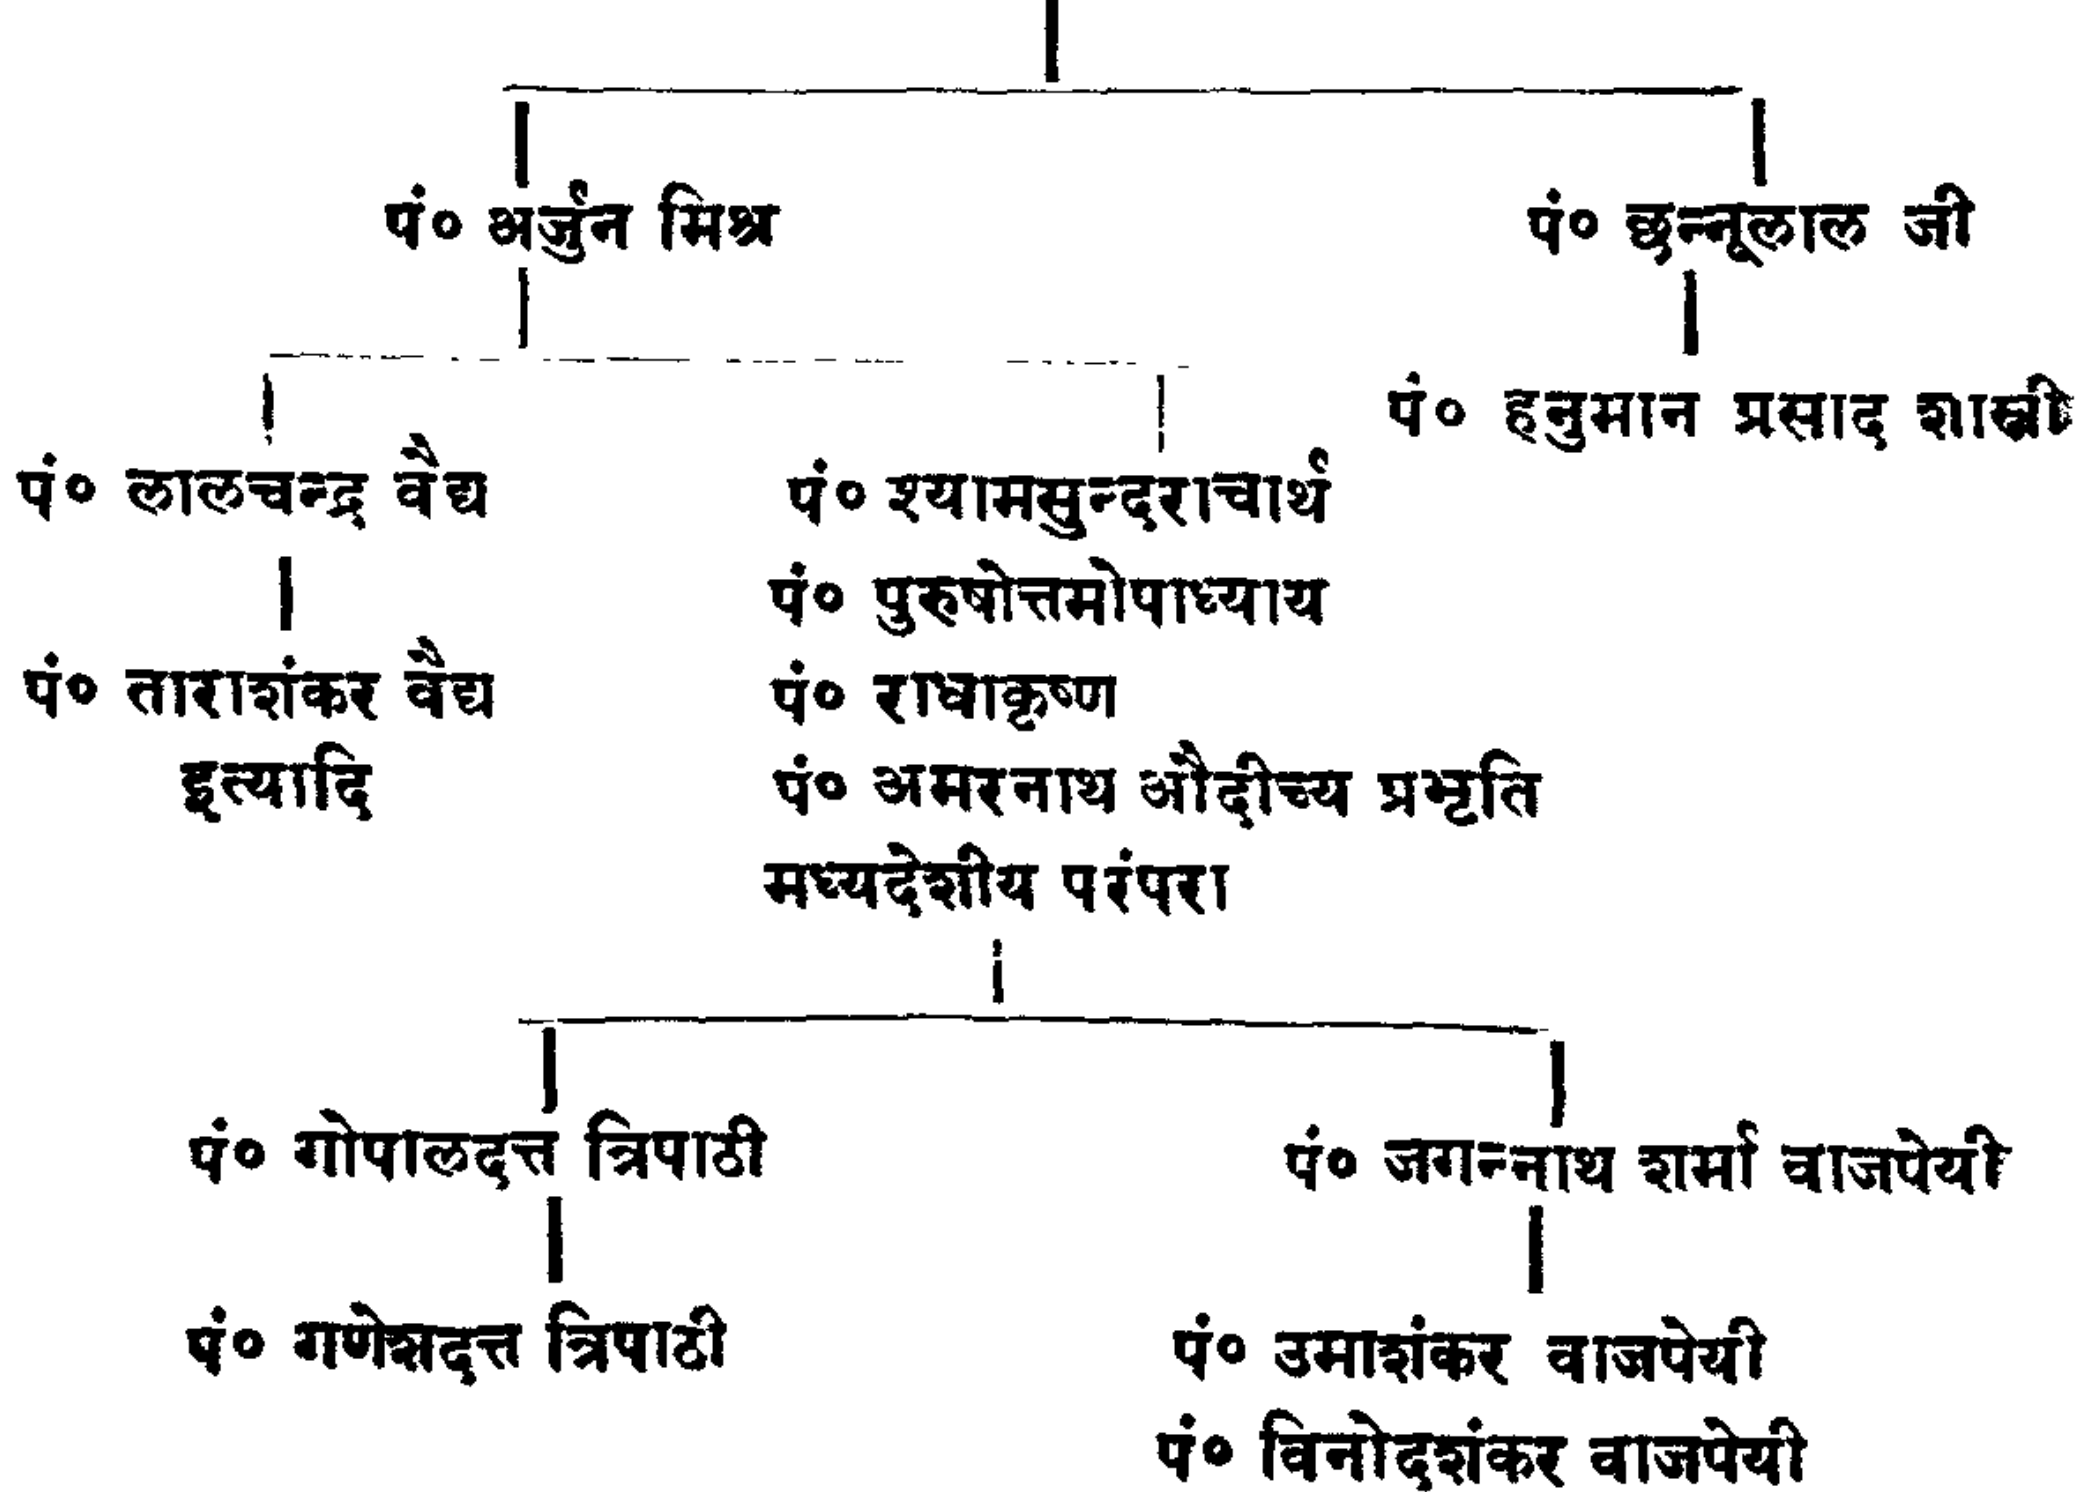 पं० अर्जुन मिश्र
पं० छन्नूलाल जी
पं० हनुमान प्रसाद शास्त्री
पं० लालचन्द्र वैद्य
पं० श्यामसुन्दराचार्य
पं० पुरुषोत्तमोपाध्याय
पं० ताराशंकर वैद्य
इत्यादि
पं० राधाकृष्ण
पं० अमरनाथ औदीच्य प्रभृति
मध्यदेशीय परंपरा
पं० गोपालदत्त त्रिपाठी
पं० जगन्नाथ शर्मा वाजपेयी
पं० गणेशदत्त त्रिपाठी
पं० उमाशंकर वाजपेयी
पं० विनोदशंकर वाजपेयी